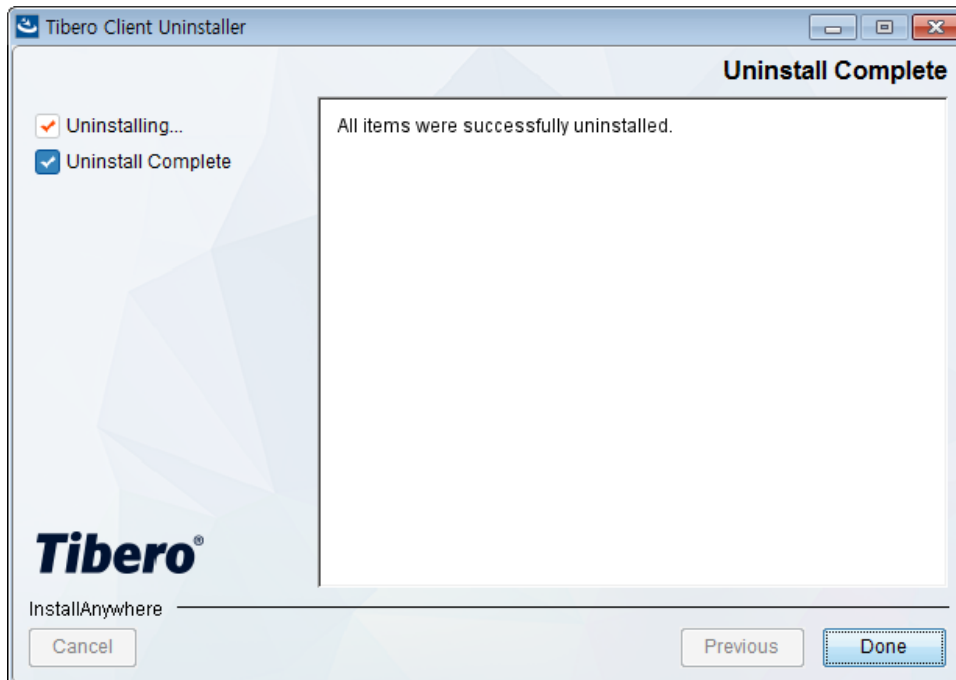 Tibero Client Uninstaller
Uninstall Complete
Uninstalling...
Uninstall Complete
All items were successfully uninstalled.
Tibero®
InstallAnywhere
Cancel
Previous
Done